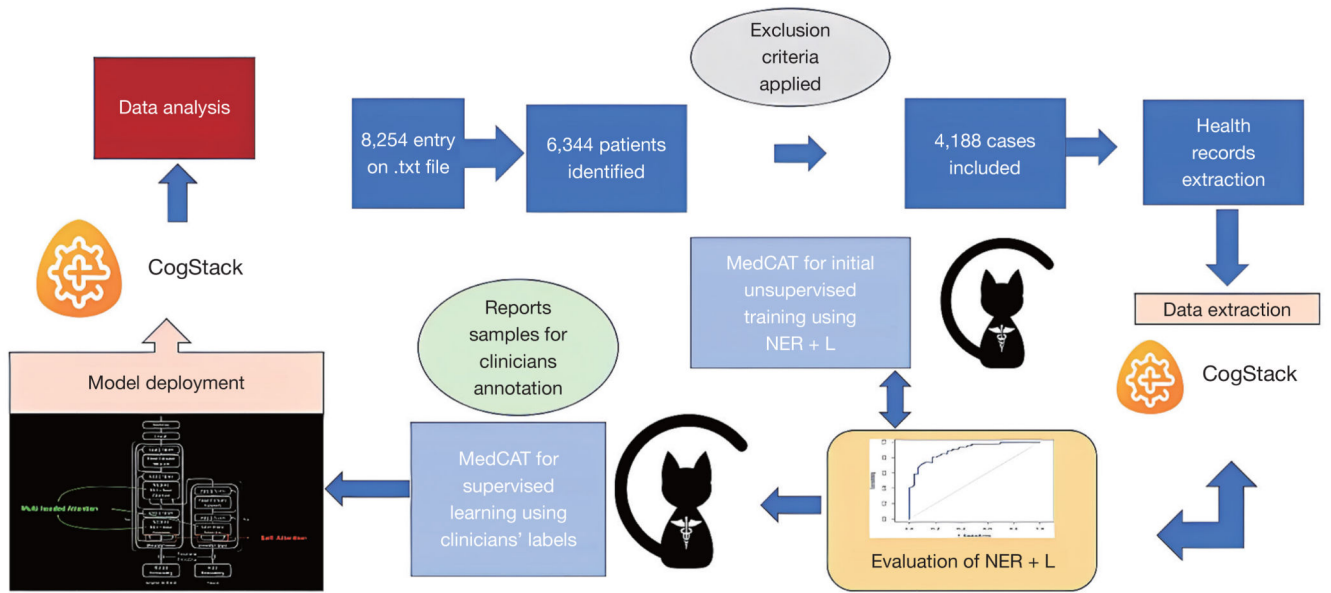 Exclusion
criteria
applied
Data analysis
8,254 entry
on .txt file
6,344 patients
identified
4,188 cases
included
Health
records
extraction
CogStack
MedCAT for initial
unsupervised
training using
NER + L
Data extraction
Reports
samples for
clinicians
annotation
CogStack
Model deployment
MedCAT for
supervised
learning using
clinicians' labels
Multi-headed Attention
Self Attention
Evaluation of NER + L